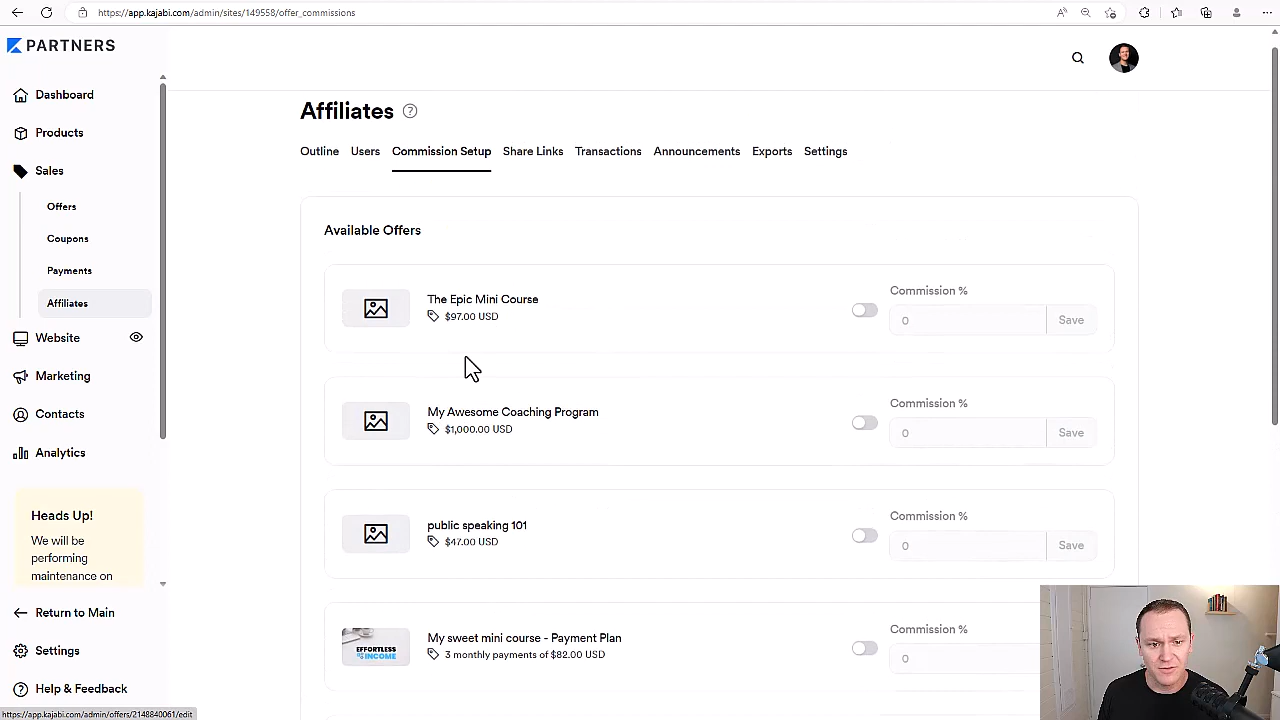 https://app.kajabi.com/admin/sites/149558/offer_commissions
PARTNERS
Dashboard
Products
Sales
Offers
Coupons
Payments
Affiliates
Website
Marketing
Contacts
Analytics
Heads Up!
We will be
performing
maintenance on
Return to Main
Settings
Help & Feedback
https://app.kajabi.com/admin/offers/2148840061/edit
Affiliates ?
Outline Users Commission Setup Share Links Transactions Announcements Exports Settings
Available Offers
The Epic Mini Course
$97.00 USD
Commission %
0 Save
My Awesome Coaching Program
$1,000.00 USD
Commission %
0 Save
public speaking 101
$47.00 USD
Commission %
0 Save
EFFORTLESS
INCOME
My sweet mini course - Payment Plan
3 monthly payments of $82.00 USD
Commission %
0